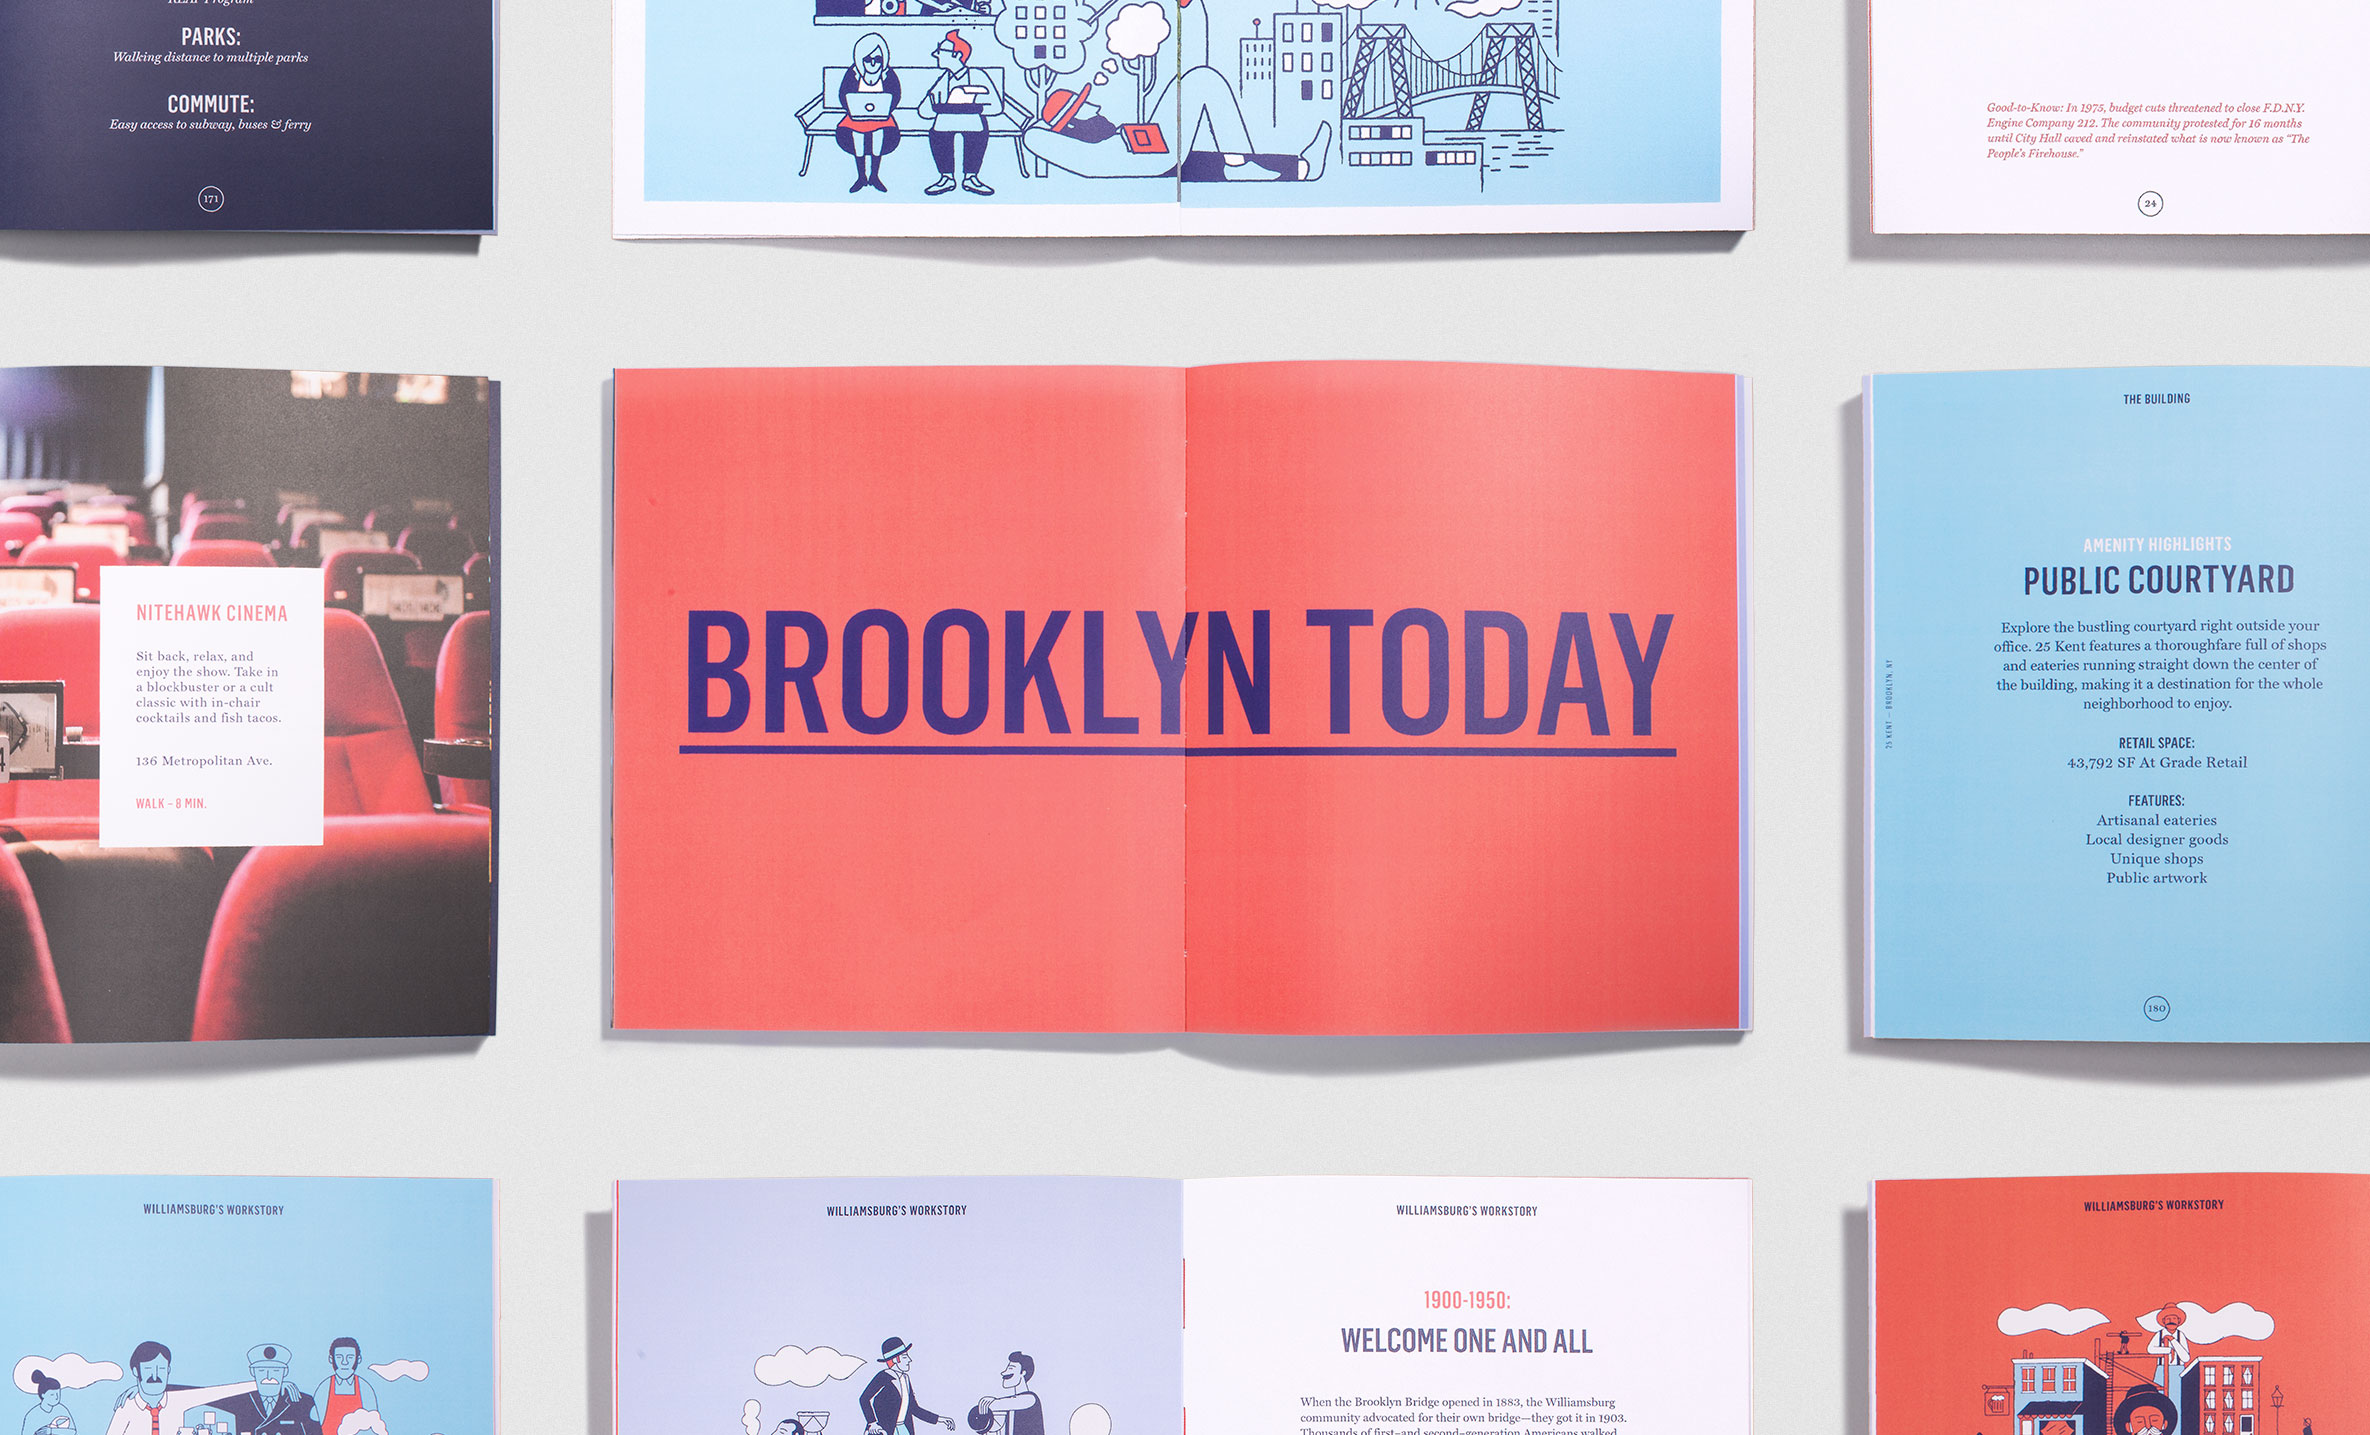 PARKS:
Walking distance to multiple parks
COMMUTE:
Easy access to subway, buses & ferry
171
Good-to-Know: In 1975, budget cuts threatened to close F.D.N.Y.
Engine Company 212. The community protested for 16 months
until City Hall caved and reinstated what is now known as “The
People’s Firehouse.”
24
NITEHAWK CINEMA
Sit back, relax, and
enjoy the show. Take in
a blockbuster or a cult
classic with in-chair
cocktails and fish tacos.
136 Metropolitan Ave.
WALK – 8 MIN.
BROOKLYN TODAY
THE BUILDING
25 KENT — BROOKLYN, NY
AMENITY HIGHLIGHTS
PUBLIC COURTYARD
Explore the bustling courtyard right outside your
office. 25 Kent features a thoroughfare full of shops
and eateries running straight down the center of
the building, making it a destination for the whole
neighborhood to enjoy.
RETAIL SPACE:
43,792 SF At Grade Retail
FEATURES:
Artisanal eateries
Local designer goods
Unique shops
Public artwork
180
WILLIAMSBURG’S WORKSTORY
WILLIAMSBURG’S WORKSTORY
WILLIAMSBURG’S WORKSTORY
1900-1950:
WELCOME ONE AND ALL
When the Brooklyn Bridge opened in 1883, the Williamsburg
community advocated for their own bridge—they got it in 1903.
Thousands of first-and second-generation Americans walked
WILLIAMSBURG’S WORKSTORY